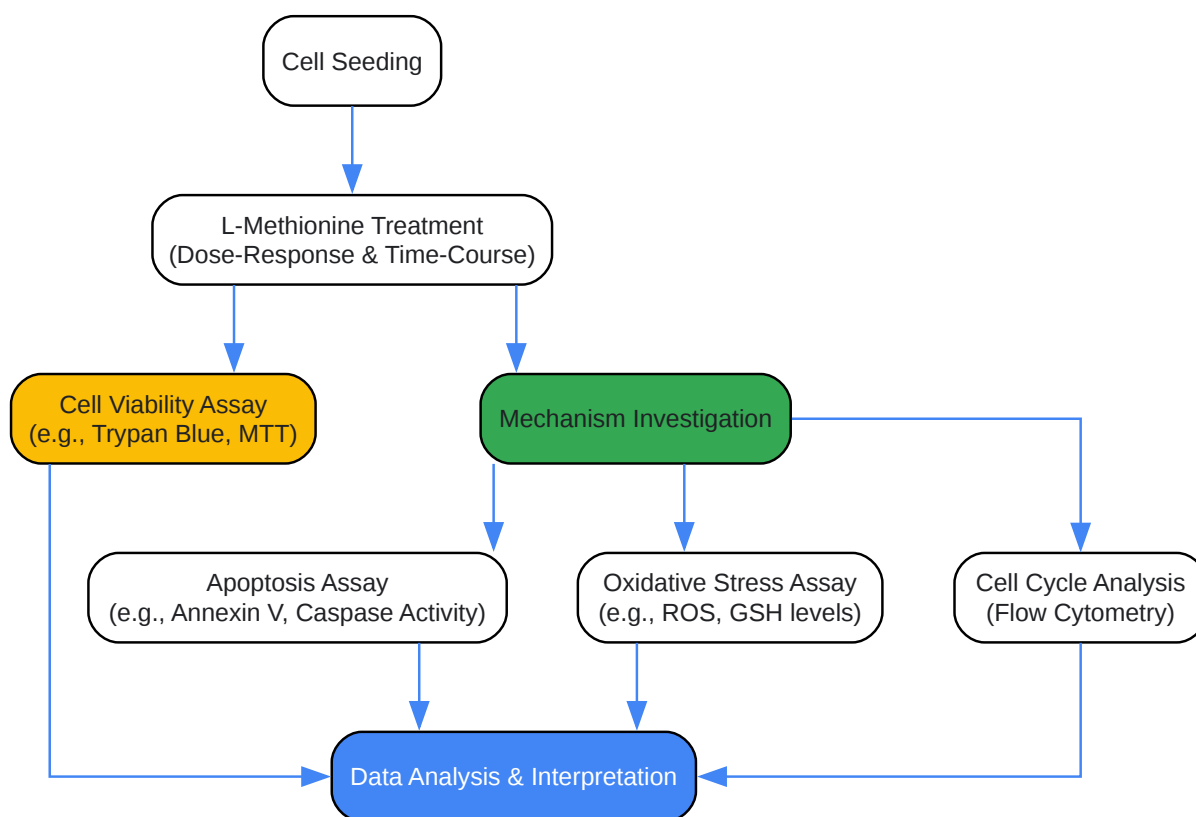 Cell Seeding
L-Methionine Treatment
(Dose-Response & Time-Course)
Cell Viability Assay
(e.g., Trypan Blue, MTT)
Mechanism Investigation
Apoptosis Assay
(e.g., Annexin V, Caspase Activity)
Oxidative Stress Assay
(e.g., ROS, GSH levels)
Cell Cycle Analysis
(Flow Cytometry)
Data Analysis & Interpretation